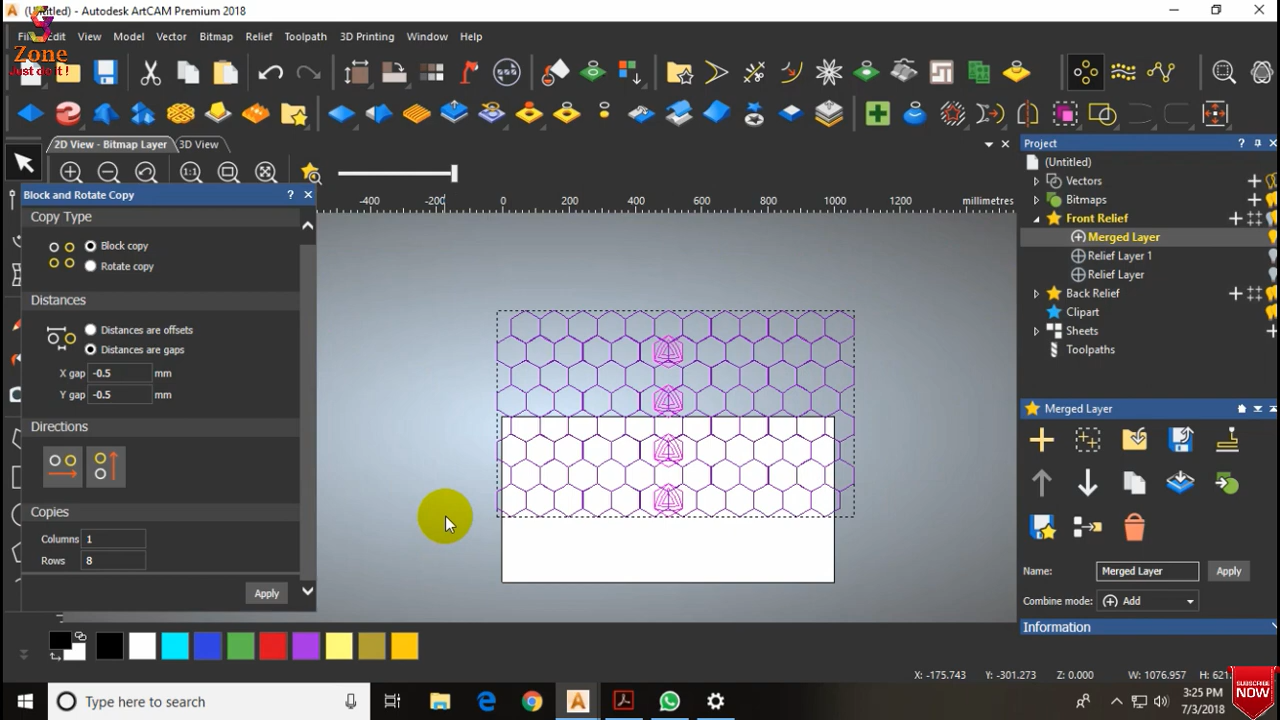 (Untitled) - Autodesk ArtCAM Premium 2018
Zone
Just do it !
Edit View Model Vector Bitmap Relief Toolpath 3D Printing Window Help
2D View - Bitmap Layer 3D View
Block and Rotate Copy ?
Copy Type
Block copy
Rotate copy
Distances
Distances are offsets
Distances are gaps
X gap -0.5 mm
Y gap -0.5 mm
Directions
Copies
Columns 1
Rows 8
Apply
-400 -200 0 200 400 600 800 1000 1200 millimetres
Project ?
(Untitled)
Vectors
Bitmaps
Front Relief
Merged Layer
Relief Layer 1
Relief Layer
Back Relief
Clipart
Sheets
Toolpaths
Merged Layer
Name: Merged Layer Apply
Combine mode: Add
Information
X: -175.743 Y: -301.273 Z: 0.000 W: 1076.957 H: 621.
Type here to search
3:25 PM
7/3/2018
SUBSCRIBE
NOW